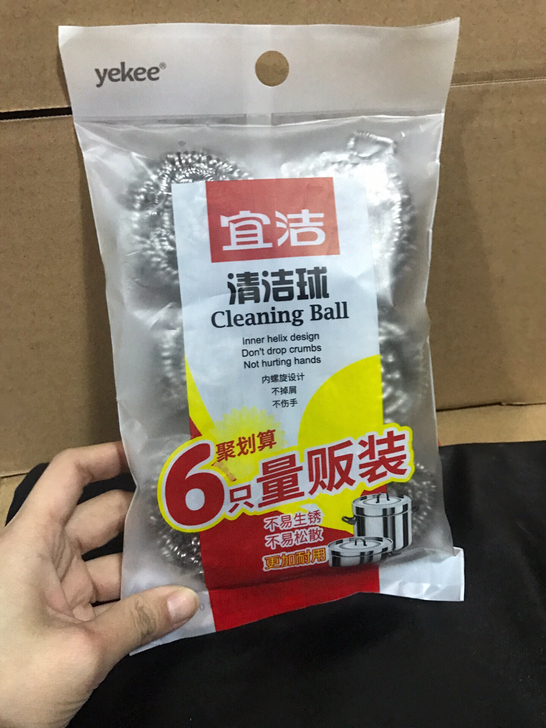 yekee®
宜洁
清洁球
Cleaning Ball
inner helix design
Don't drop crumbs
Not hurting hands
内螺旋设计
不掉屑
不伤手
聚划算
6只量贩装
不易生锈
不易松散
更加耐用